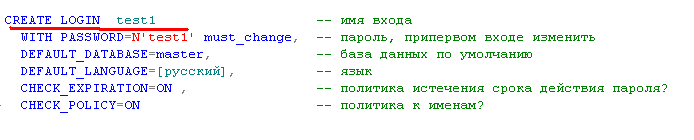 CREATE LOGIN test1 -- имя входа
WITH PASSWORD=N'test1' must_change, -- пароль, припервом входе изменить
DEFAULT_DATABASE=master, -- база данных по умолчанию
DEFAULT_LANGUAGE=[русский], -- язык
CHECK_EXPIRATION=ON , -- политика истечения срока действия пароля?
CHECK_POLICY=ON -- политика к именам?